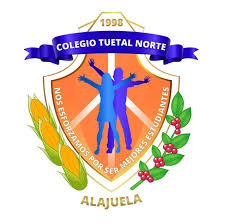 1998
COLEGIO TUETAL NORTE
NOS ESFORZAMOS POR SER MEJORES ESTUDIANTES
ALAJUELA